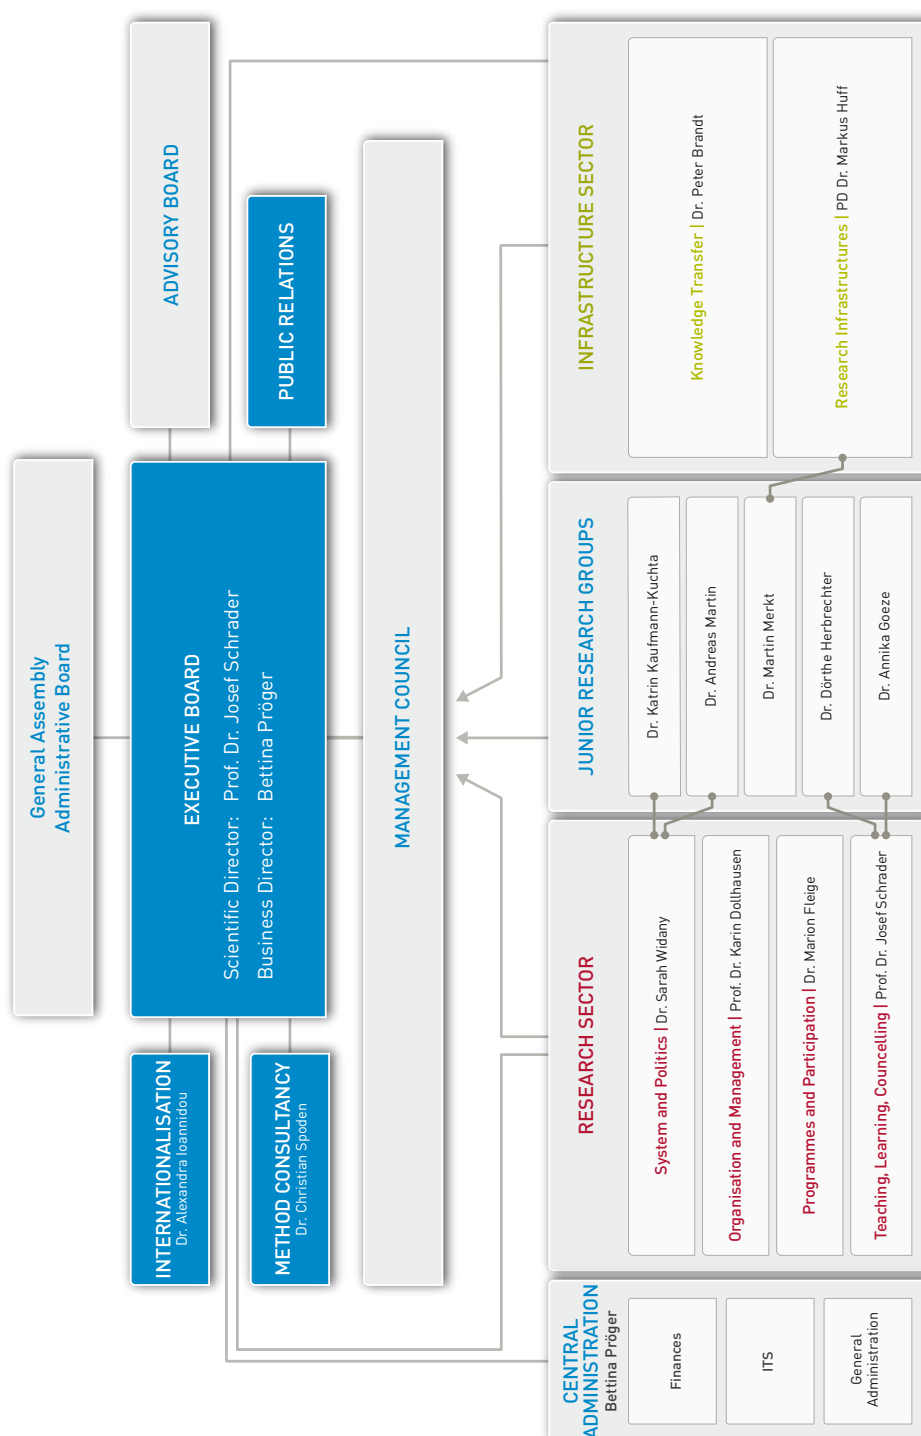 General Assembly
Administrative Board
INTERNATIONALISATION
Dr. Alexandra Ioannidou
METHOD CONSULTANCY
Dr. Christian Spoden
EXECUTIVE BOARD
Scientific Director: Prof. Dr. Josef Schrader
Business Director: Bettina Pröger
ADVISORY BOARD
PUBLIC RELATIONS
MANAGEMENT COUNCIL
CENTRAL
ADMINISTRATION
Bettina Pröger
Finances
ITS
General
Administration
RESEARCH SECTOR
System and Politics | Dr. Sarah Widany
Organisation and Management | Prof. Dr. Karin Dollhausen
Programmes and Participation | Dr. Marion Fleige
Teaching, Learning, Councelling | Prof. Dr. Josef Schrader
JUNIOR RESEARCH GROUPS
Dr. Katrin Kaufmann-Kuchta
Dr. Andreas Martin
Dr. Martin Merkt
Dr. Dörthe Herbrechter
Dr. Annika Goeze
INFRASTRUCTURE SECTOR
Knowledge Transfer | Dr. Peter Brandt
Research Infrastructures | PD Dr. Markus Huff